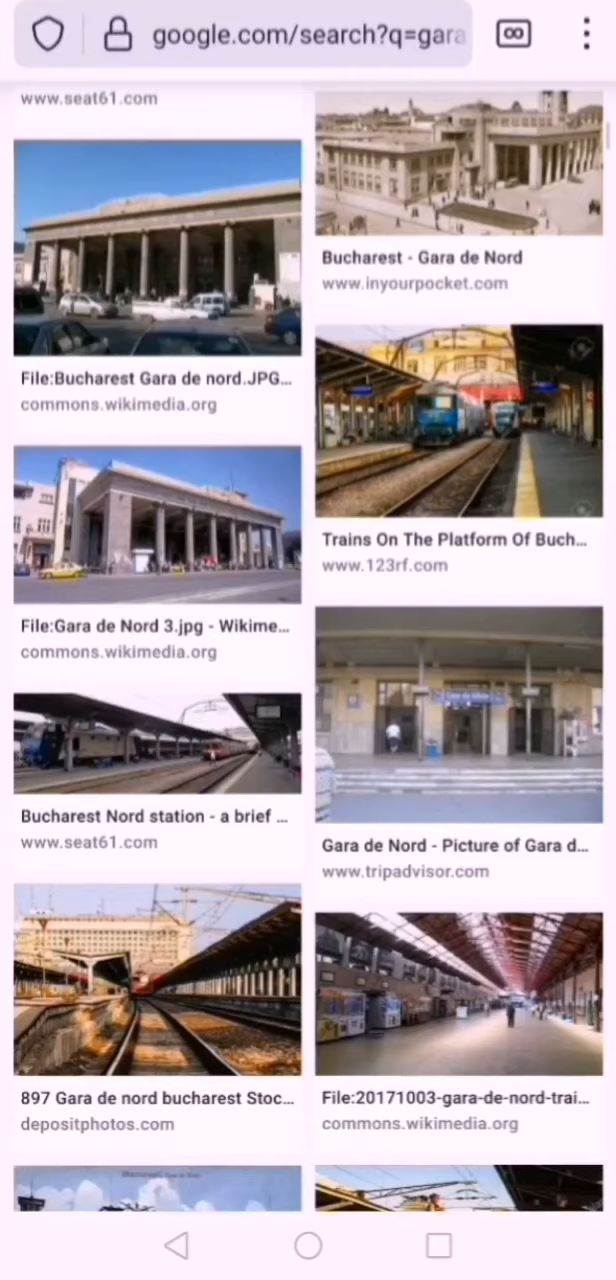 google.com/search?q=gara
www.seat61.com
File:Bucharest Gara de nord.JPG...
commons.wikimedia.org
File:Gara de Nord 3.jpg - Wikime...
commons.wikimedia.org
Bucharest Nord station - a brief ...
www.seat61.com
897 Gara de nord bucharest Stoc...
depositphotos.com
Bucharest - Gara de Nord
www.inyourpocket.com
Trains On The Platform Of Buch...
www.123rf.com
Gara de Nord - Picture of Gara d...
www.tripadvisor.com
File:20171003-gara-de-nord-trai...
commons.wikimedia.org